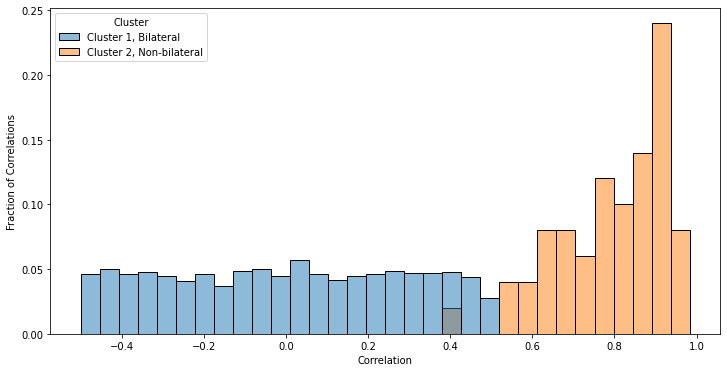 Cluster
Cluster 1, Bilateral
Cluster 2, Non-bilateral
Fraction of Correlations
0.25
0.20
0.15
0.10
0.05
0.00
−0.4
−0.2
0.0
0.2
0.4
0.6
0.8
1.0
Correlation